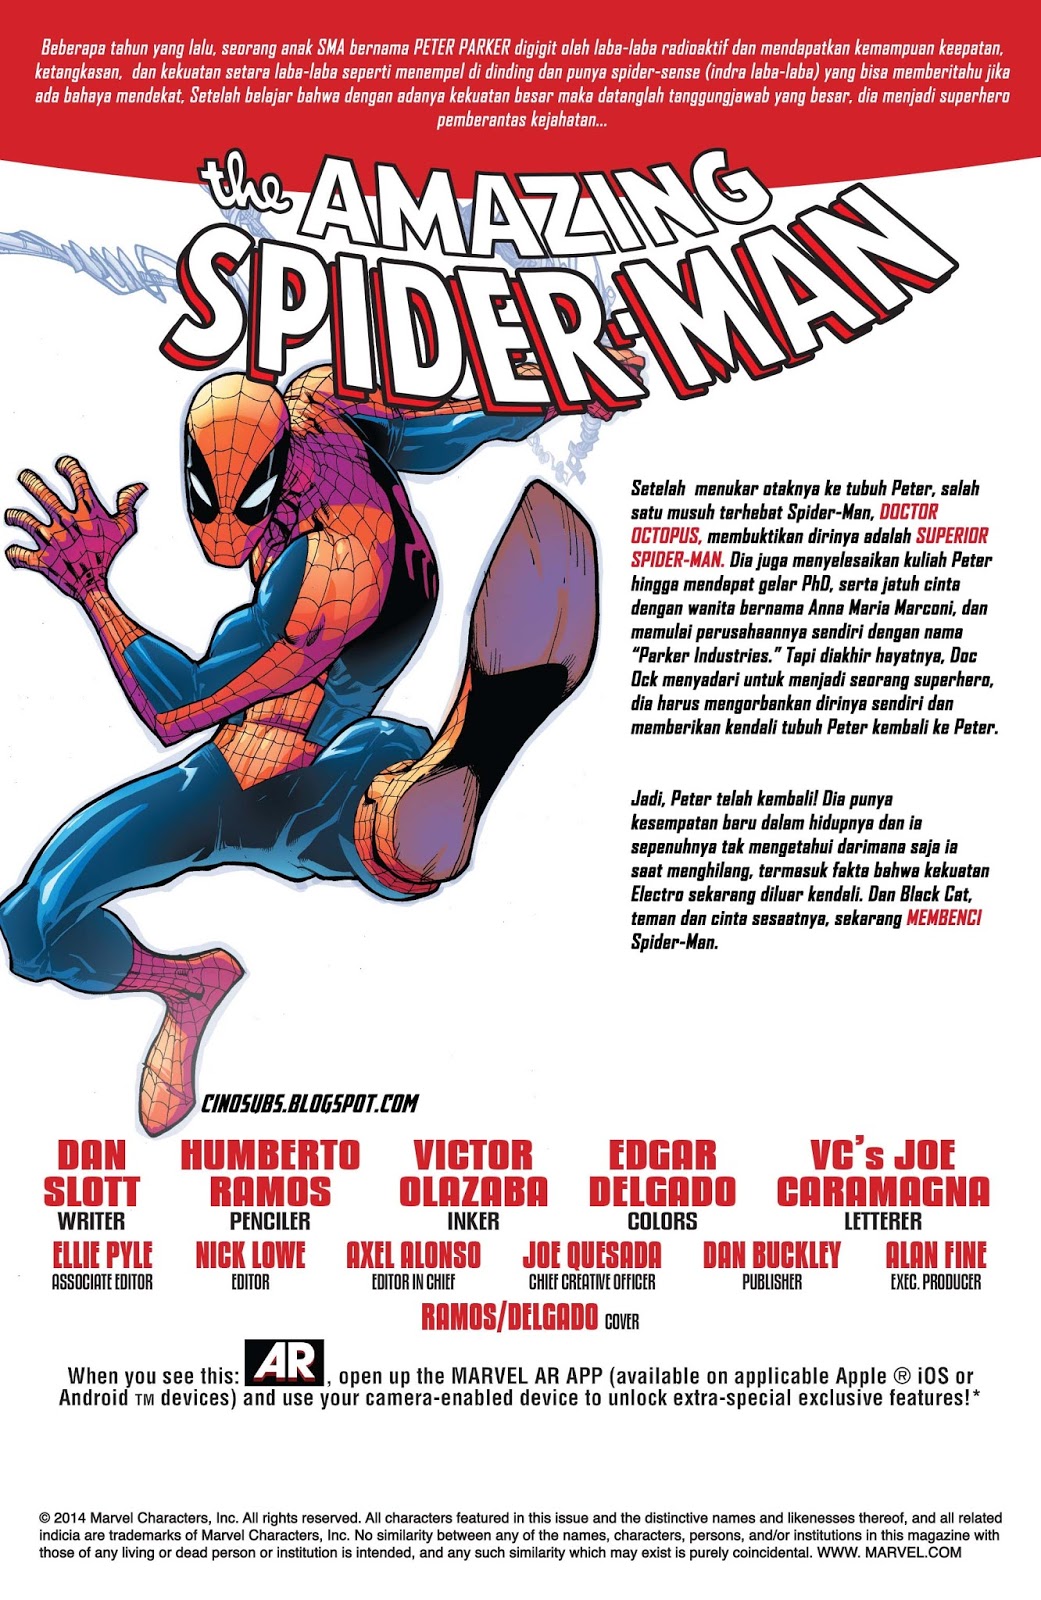 Beberapa tahun yang lalu, seorang anak SMA bernama PETER PARKER digigit oleh laba-laba radioaktif dan mendapatkan kemampuan keepatan,
ketangkasan, dan kekuatan setara laba-laba seperti menempel di dinding dan punya spider-sense (indra laba-laba) yang bisa memberitahu jika
ada bahaya mendekat, Setelah belajar bahwa dengan adanya kekuatan besar maka datanglah tanggungjawab yang besar, dia menjadi superhero
pemberantas kejahatan...
the AMAZING
SPIDER-MAN
Setelah menukar otaknya ke tubuh Peter, salah
satu musuh terhebat Spider-Man, DOCTOR
OCTOPUS, membuktikan dirinya adalah SUPERIOR
SPIDER-MAN. Dia juga menyelesaikan kuliah Peter
hingga mendapat gelar PhD, serta jatuh cinta
dengan wanita bernama Anna Maria Marconi, dan
memulai perusahaannya sendiri dengan nama
“Parker Industries.” Tapi diakhir hayatnya, Doc
Ock menyadari untuk menjadi seorang superhero,
dia harus mengorbankan dirinya sendiri dan
memberikan kendali tubuh Peter kembali ke Peter.
Jadi, Peter telah kembali! Dia punya
kesempatan baru dalam hidupnya dan ia
sepenuhnya tak mengetahui darimana saja ia
saat menghilang, termasuk fakta bahwa kekuatan
Electro sekarang diluar kendali. Dan Black Cat,
teman dan cinta sesaatnya, sekarang MEMBENCI
Spider-Man.
CINOSUBS.BLOGSPOT.COM
DAN SLOTT
WRITER
HUMBERTO RAMOS
PENCILER
VICTOR OLAZABA
INKER
EDGAR DELGADO
COLORS
VC's JOE CARAMAGNA
LETTERER
ELLIE PYLE
ASSOCIATE EDITOR
NICK LOWE
EDITOR
AXEL ALONSO
EDITOR IN CHIEF
JOE QUESADA
CHIEF CREATIVE OFFICER
DAN BUCKLEY
PUBLISHER
ALAN FINE
EXEC. PRODUCER
RAMOS/DELGADO COVER
When you see this: AR, open up the MARVEL AR APP (available on applicable Apple ® iOS or
Android TM devices) and use your camera-enabled device to unlock extra-special exclusive features!*
© 2014 Marvel Characters, Inc. All rights reserved. All characters featured in this issue and the distinctive names and likenesses thereof, and all related
indicia are trademarks of Marvel Characters, Inc. No similarity between any of the names, characters, persons, and/or institutions in this magazine with
those of any living or dead person or institution is intended, and any such similarity which may exist is purely coincidental. WWW. MARVEL.COM